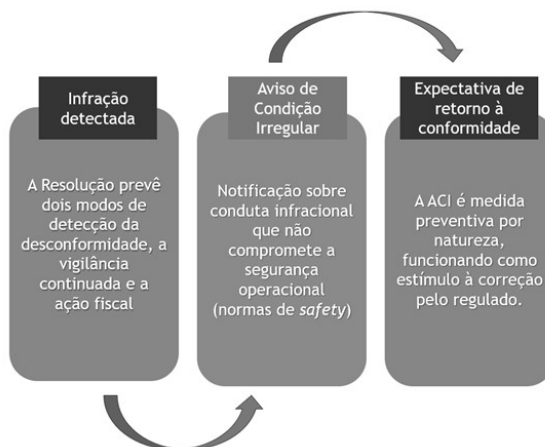 Infração
detectada
A Resolução prevê
dois modos de
detecção da
desconformidade, a
vigilância
continuada e a
ação fiscal
Aviso de
Condição
Irregular
Notificação sobre
conduta infracional
que não
compromete a
segurança
operacional
(normas de safety)
Expectativa de
retorno à
conformidade
A ACI é medida
preventiva por
natureza,
funcionando como
estímulo à correção
pelo regulado.